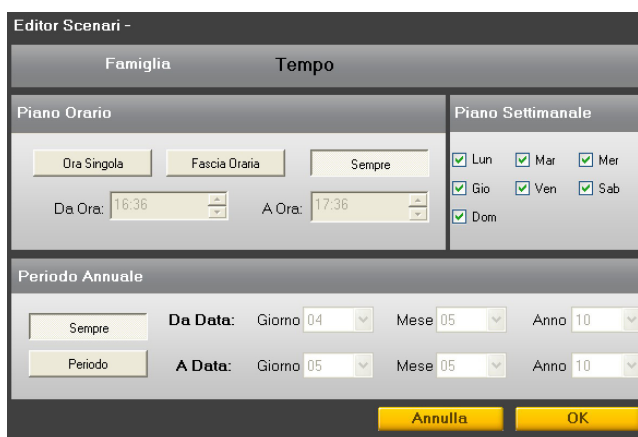 Editor Scenari -
Famiglia Tempo
Piano Orario
Ora Singola Fascia Oraria Sempre
Da Ora: 16:36 A Ora: 17:36
Piano Settimanale
Lun Mar Mer
Gio Ven Sab
Dom
Periodo Annuale
Sempre Da Data: Giorno 04 Mese 05 Anno 10
Periodo A Data: Giorno 05 Mese 05 Anno 10
Annulla OK